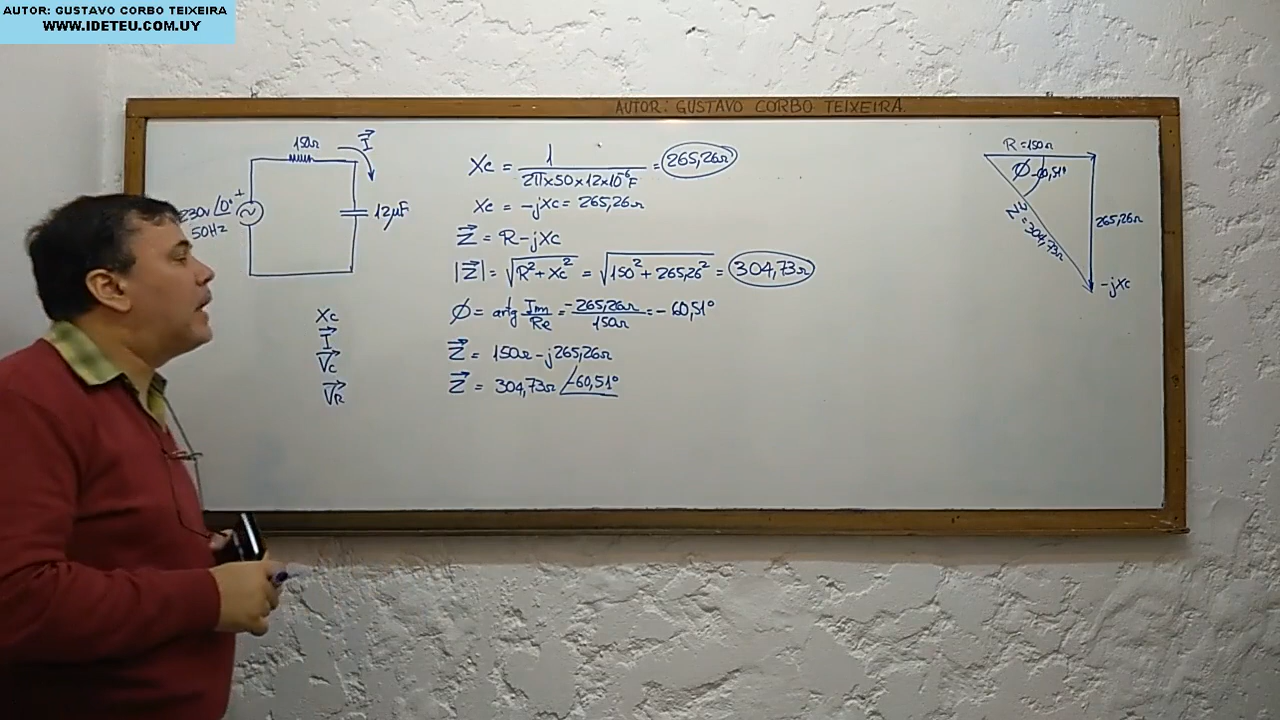 AUTOR: GUSTAVO CORBO TEIXEIRA
WWW.IDETEU.COM.UY
AUTOR: GUSTAVO CORBO TEIXEIRA.
150Ω
I
230V /0°
+
50Hz
12μF
Xc
I
Vc
VR
Xc = 1 / 2π×50×12×10⁻⁶F = 265,26Ω
Xc = -jXc = 265,26Ω
Z = R-jXc
|Z| = √R²+Xc² = √150²+265,26² = 304,73Ω
φ = artg Im/Re = -265,26Ω/150Ω = -60,51°
Z = 150Ω-j265,26Ω
Z = 304,73Ω /-60,51°
R=150Ω
φ-60,51°
Z=304,73Ω
265,26Ω
-jXc